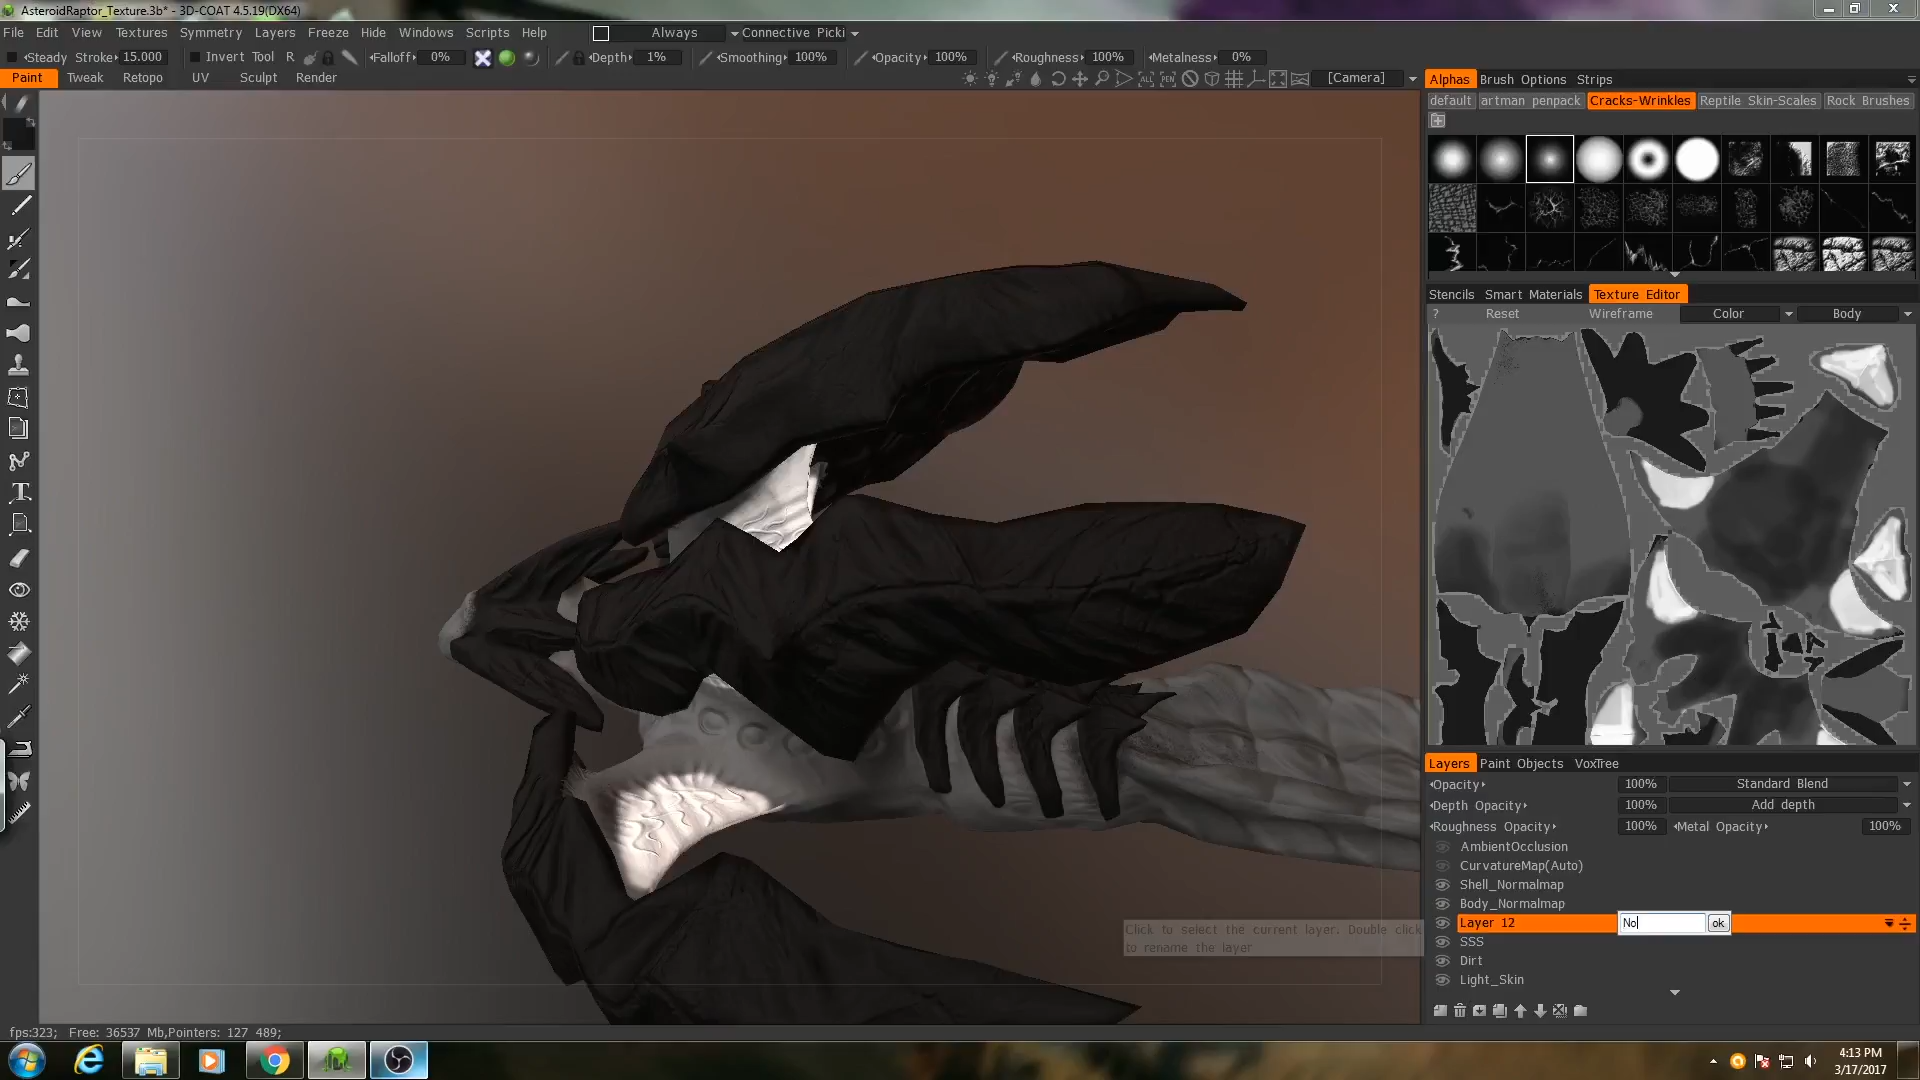 AsteroidRaptor_Texture.3b* - 3D-COAT 4.5.19(DX64)
File Edit View Textures Symmetry Layers Freeze Hide Windows Scripts Help Always Connective Picki
Steady Stroke 15.000 Invert Tool R Falloff 0% Depth 1% Smoothing 100% Opacity 100% Roughness 100% Metalness 0%
Paint Tweak Retopo UV Sculpt Render
[Camera]
Alphas Brush Options Strips
default artman penpack Cracks-Wrinkles Reptile Skin-Scales Rock Brushes
Stencils Smart Materials Texture Editor
? Reset Wireframe Color Body
Layers Paint Objects VoxTree
Opacity 100% Standard Blend
Depth Opacity 100% Add depth
Roughness Opacity 100% Metal Opacity 100%
AmbientOcclusion
CurvatureMap(Auto)
Shell_Normalmap
Body_Normalmap
Layer 12 No ok
SSS
Dirt
Light_Skin
Click to select the current layer. Double click
to rename the layer
fps:323; Free: 36537 Mb,Pointers: 127 489;
4:13 PM
3/17/2017